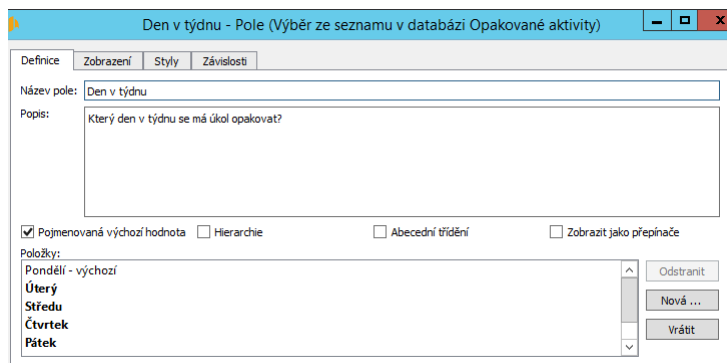 Den v týdnu - Pole (Výběr ze seznamu v databázi Opakované aktivity)
Definice Zobrazení Styly Závislosti
Název pole: Den v týdnu
Popis: Který den v týdnu se má úkol opakovat?
Pojmenovaná výchozí hodnota Hierarchie Abecední třídění Zobrazit jako přepínače
Položky:
Pondělí - výchozí Odstranit
Úterý
Středu Nová ...
Čtvrtek
Pátek Vrátit